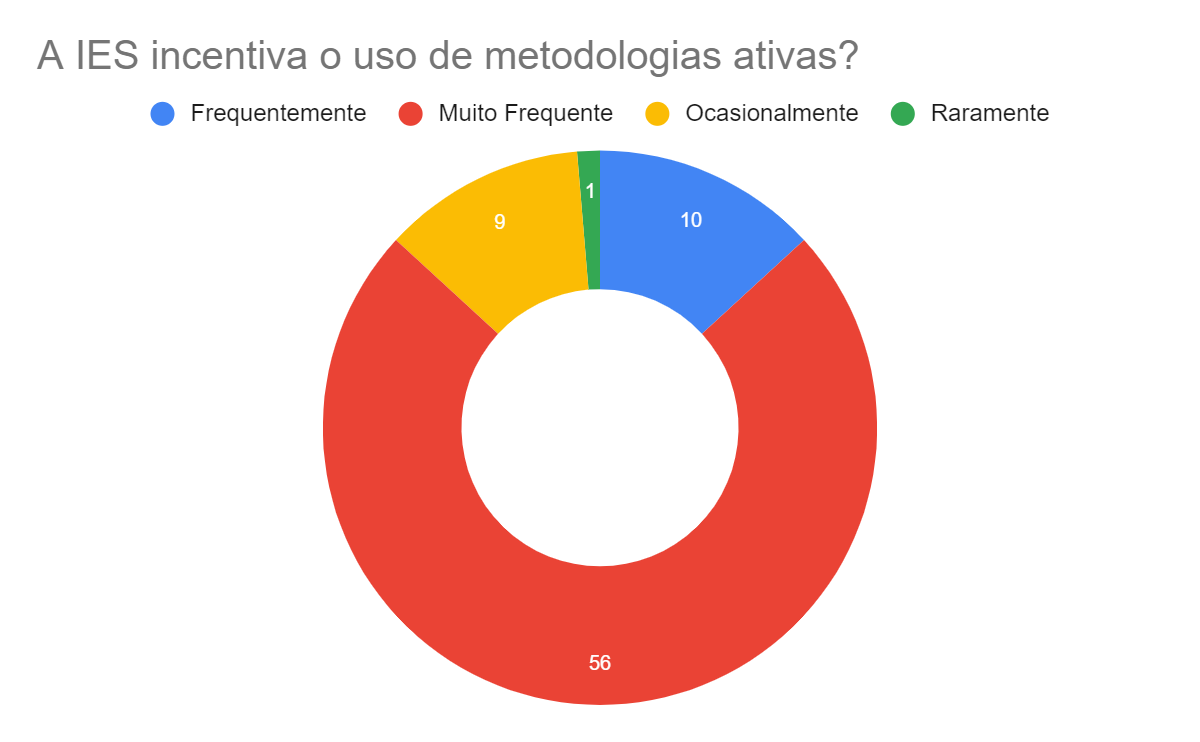 A IES incentiva o uso de metodologias ativas?
Frequentemente Muito Frequente Ocasionalmente Raramente
1
9 10
56